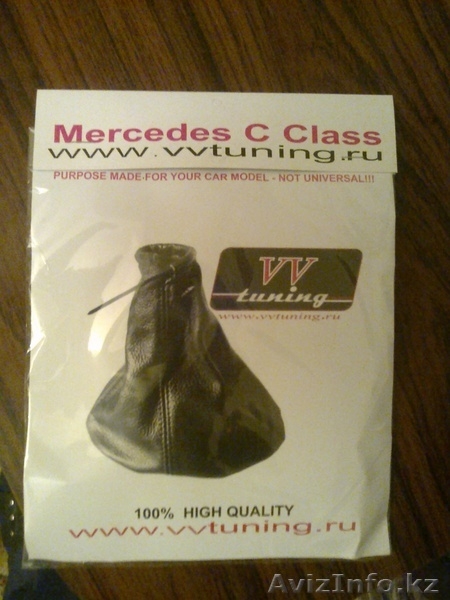 Mercedes C Class
www.vvtuning.ru
PURPOSE MADE-FOR YOUR CAR MODEL - NOT UNIVERSAL!!!
VV
tuning
www.vvtuning.ru
100% HIGH QUALITY
www.vvtuning.ru
AvizInfo.kz